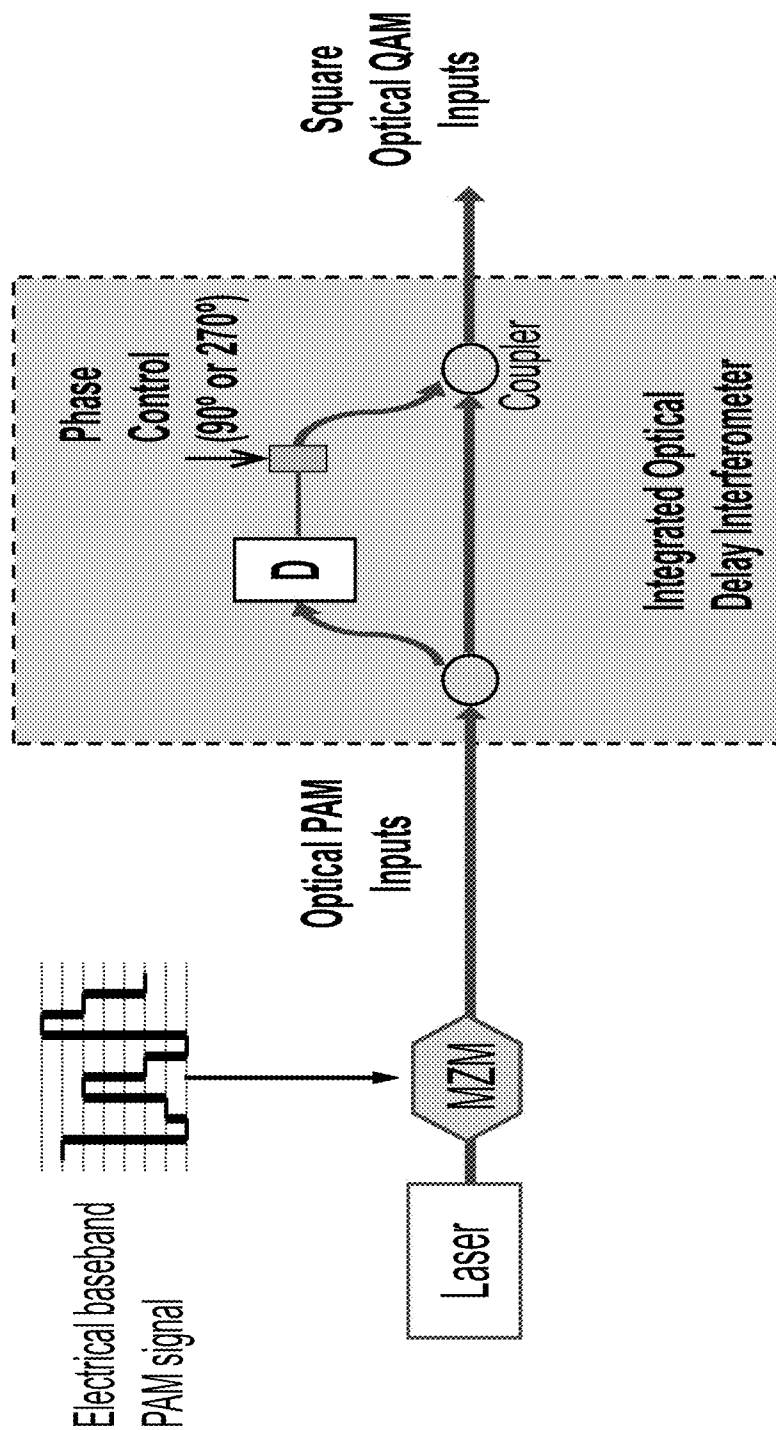 Electrical baseband
PAM signal
Laser
MZM
Optical PAM
Inputs
D
Phase
Control
(90° or 270°)
Coupler
Integrated Optical
Delay Interferometer
Square
Optical QAM
Inputs